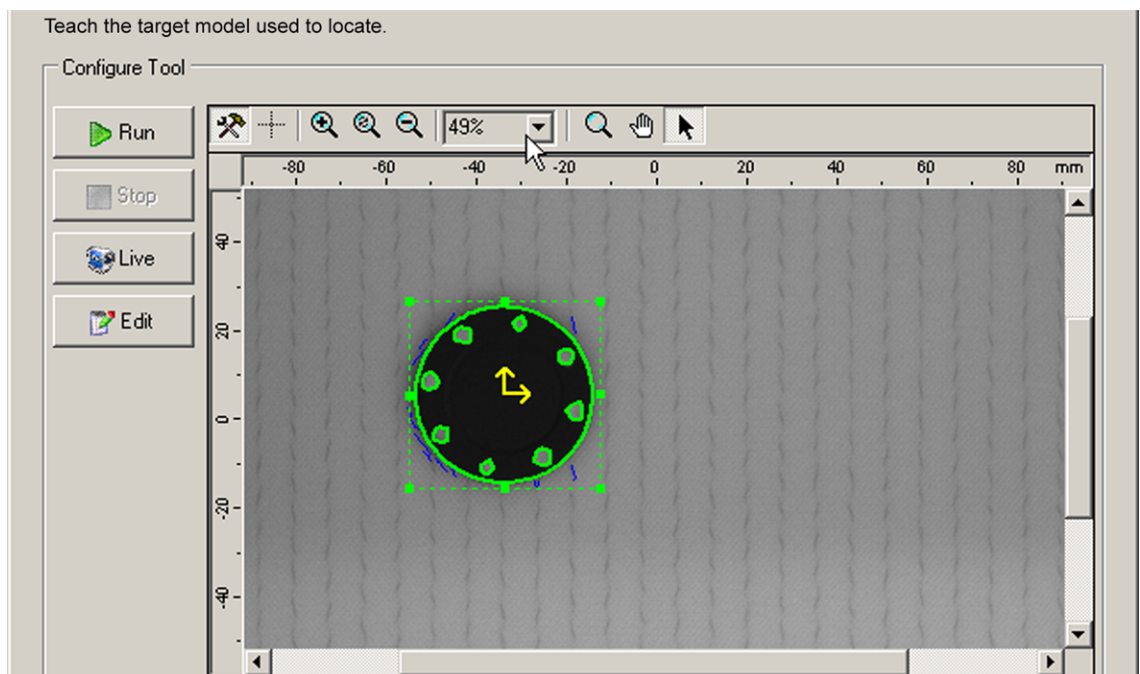 Teach the target model used to locate.
Configure Tool
Run
49%
-80 -60 -40 -20 0 20 40 60 80 mm
Stop
40
Live
Edit
20
0
-20
-40